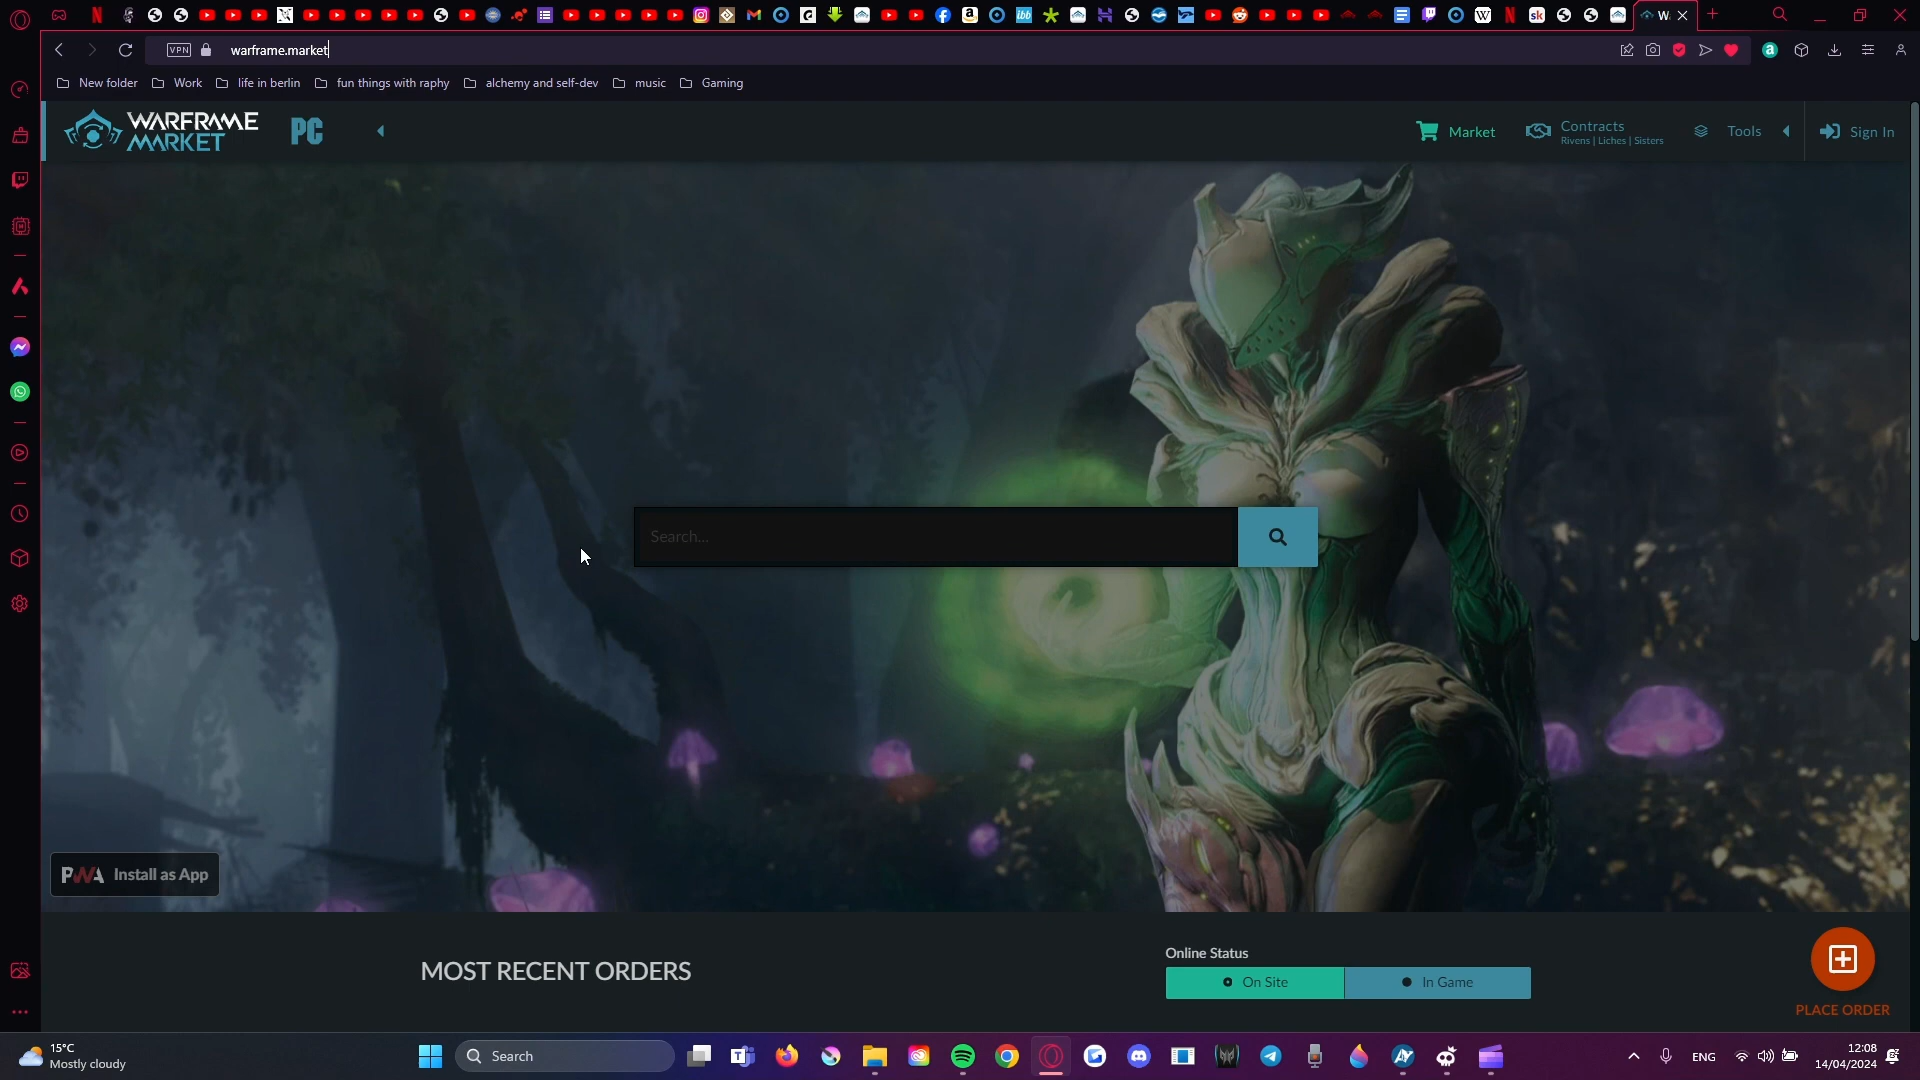 W
VPN
warframe.market
New folder
Work
life in berlin
fun things with raphy
alchemy and self-dev
music
Gaming
WARFRAME
MARKET
PC
Market
Contracts
Rivens | Liches | Sisters
Tools
Sign In
Search...
PWA Install as App
MOST RECENT ORDERS
Online Status
On Site
In Game
PLACE ORDER
15°C
Mostly cloudy
Search
ENG
12:08
14/04/2024